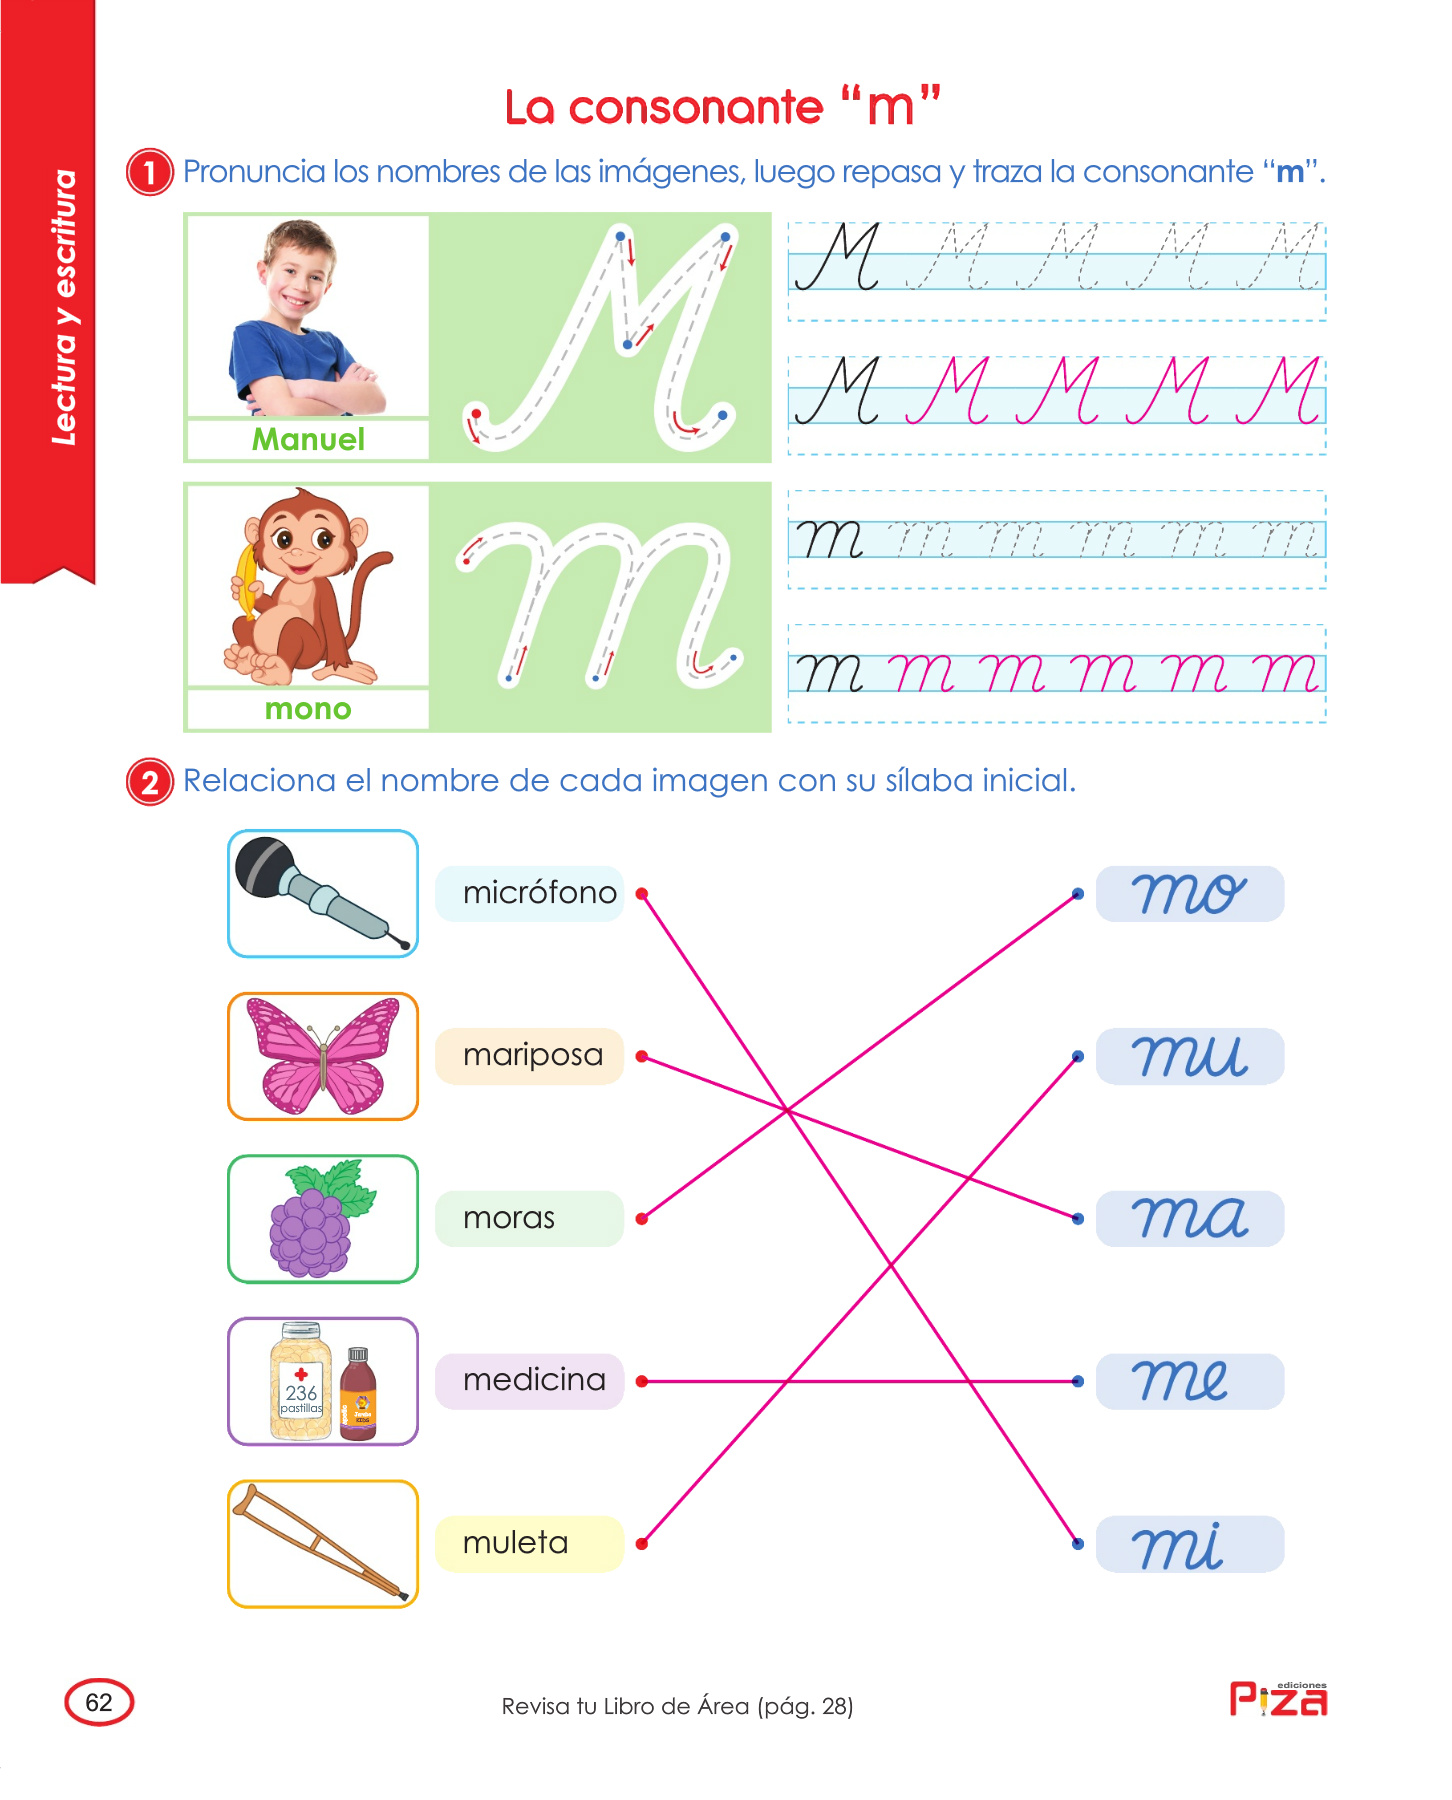 Lectura y escritura
La consonante “m”
1 Pronuncia los nombres de las imágenes, luego repasa y traza la consonante “m”.
Manuel
M
M M M M M
M M M M M
mono
m
m m m m m m
m m m m m m
2 Relaciona el nombre de cada imagen con su sílaba inicial.
micrófono
mo
mariposa
mu
moras
ma
236
pastillas
medicina
me
muleta
mi
62
Revisa tu Libro de Área (pág. 28)
ediciones
Piza